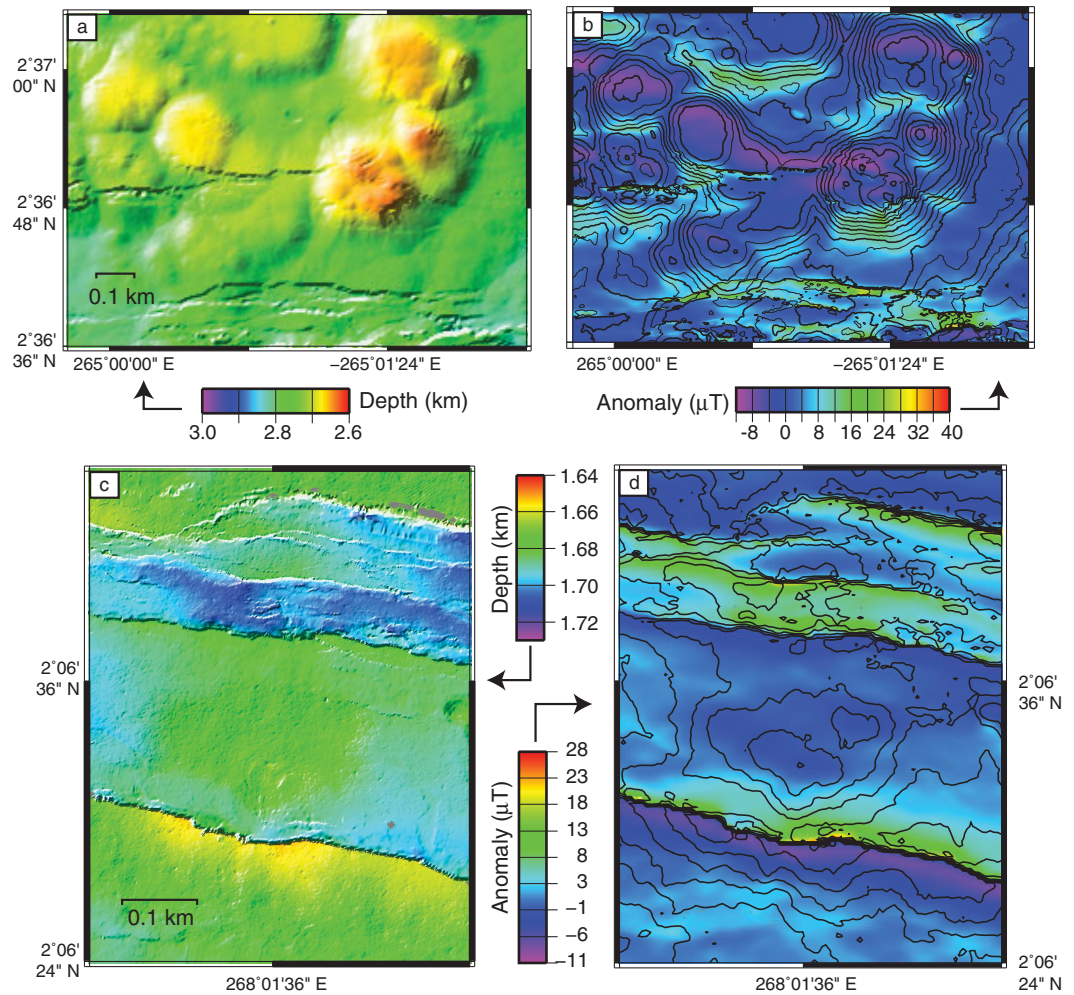 a
b
2°37'
00" N
2°36'
48" N
2°36'
36" N
0.1 km
265°00'00" E
−265°01'24" E
265°00'00" E
−265°01'24" E
Depth (km)
3.0
2.8
2.6
Anomaly (μT)
-8
0
8
16
24
32
40
c
d
Depth (km)
1.64
1.66
1.68
1.70
1.72
2°06'
36" N
2°06'
36" N
Anomaly (μT)
28
23
18
13
8
3
−1
−6
−11
0.1 km
2°06'
24" N
2°06'
24" N
268°01'36" E
268°01'36" E